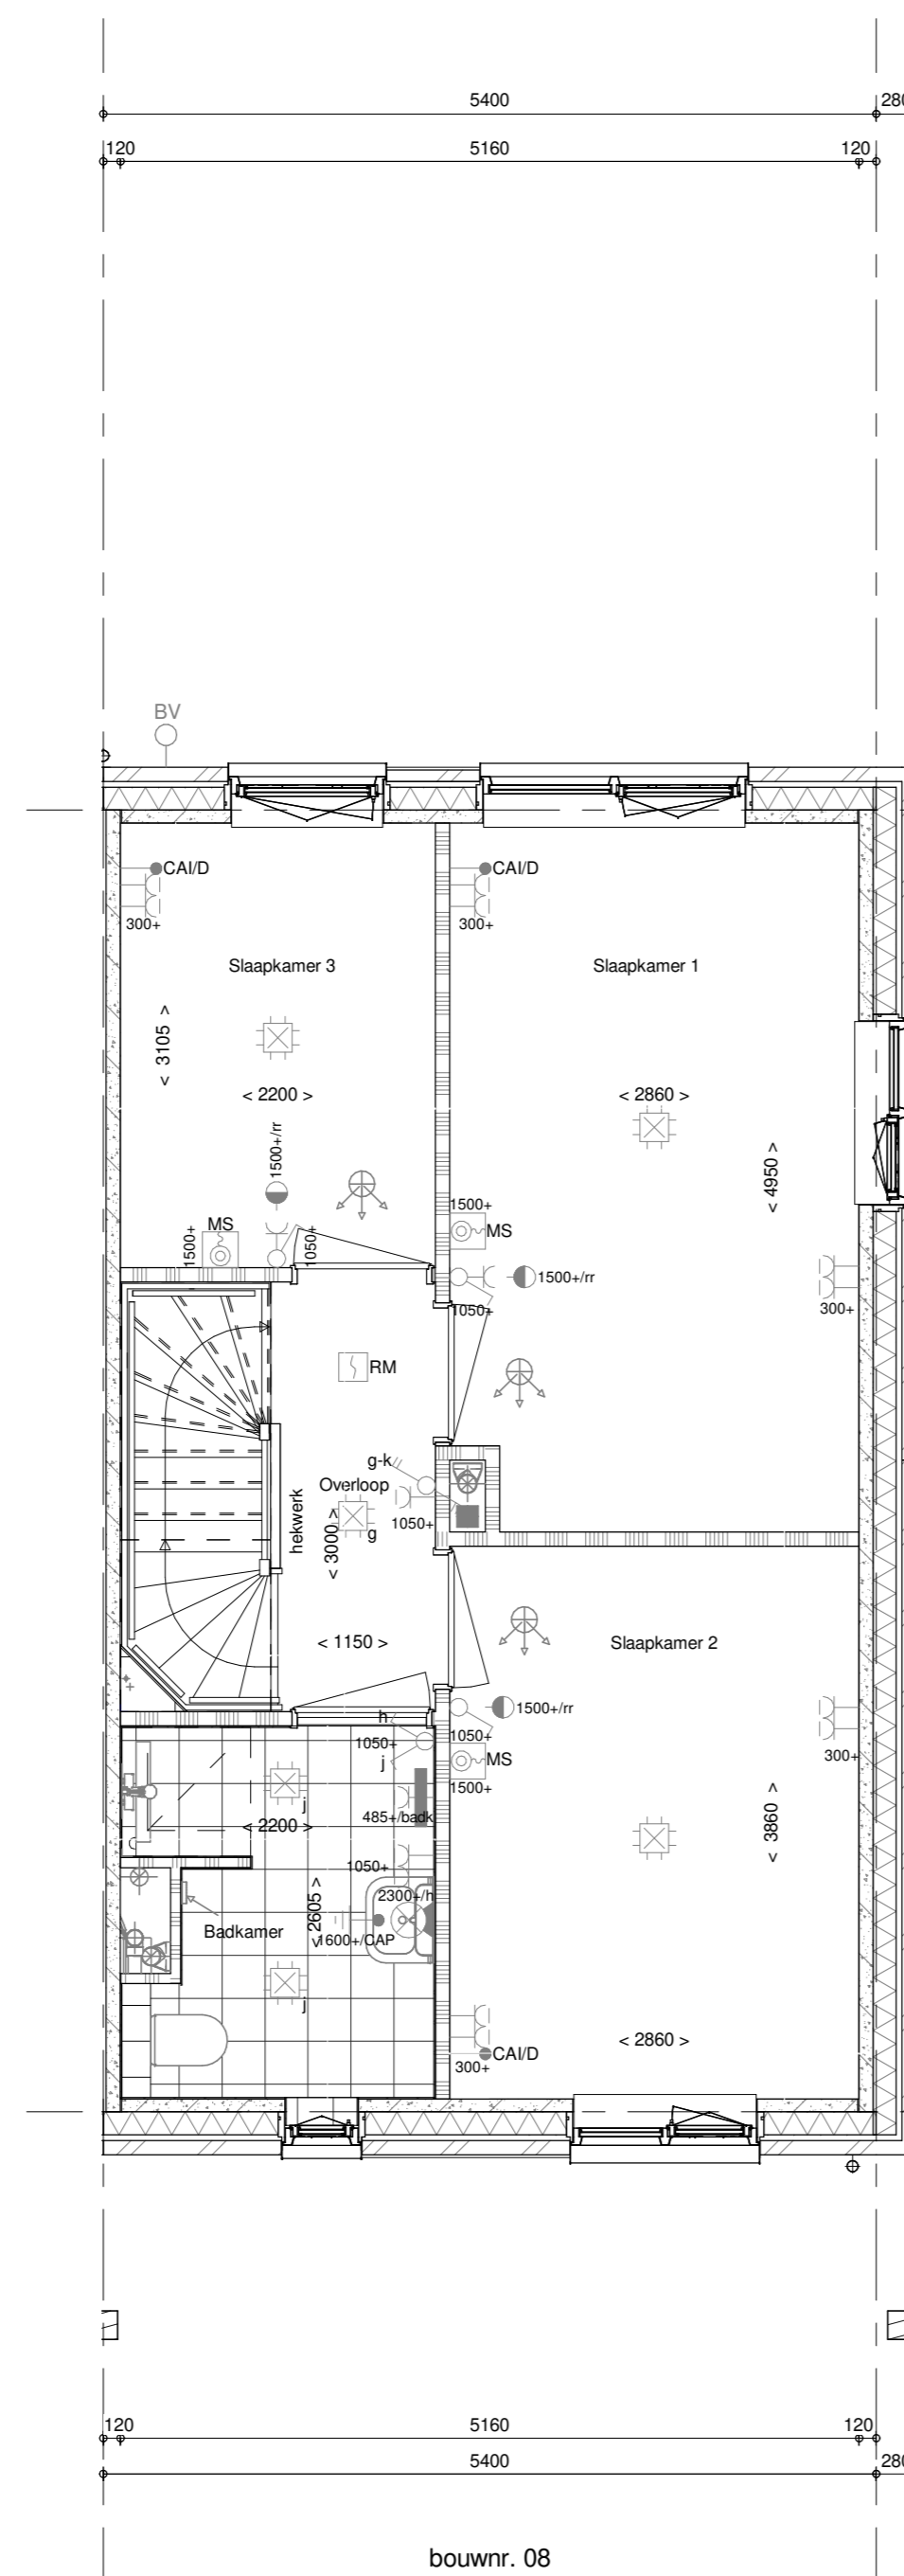 5400
280
120
5160
120
BV
CAI/D
300+
CAI/D
300+
Slaapkamer 3
Slaapkamer 1
< 3105 >
< 2200 >
< 2860 >
< 4950 >
1500+/rr
MS
1500+
1050+
1500+
MS
1500+/rr
1050+
300+
RM
g-k
Overloop
1050+
g
hekwerk
< 3000 >
< 1150 >
Slaapkamer 2
h
1050+
j
1500+/rr
1050+
MS
1500+
300+
j
485+/badk
< 2200 >
< 3860 >
1050+
2300+/h
Badkamer
< 2605 >
1600+/CAP
j
CAI/D
300+
< 2860 >
120
5160
120
5400
280
bouwnr. 08